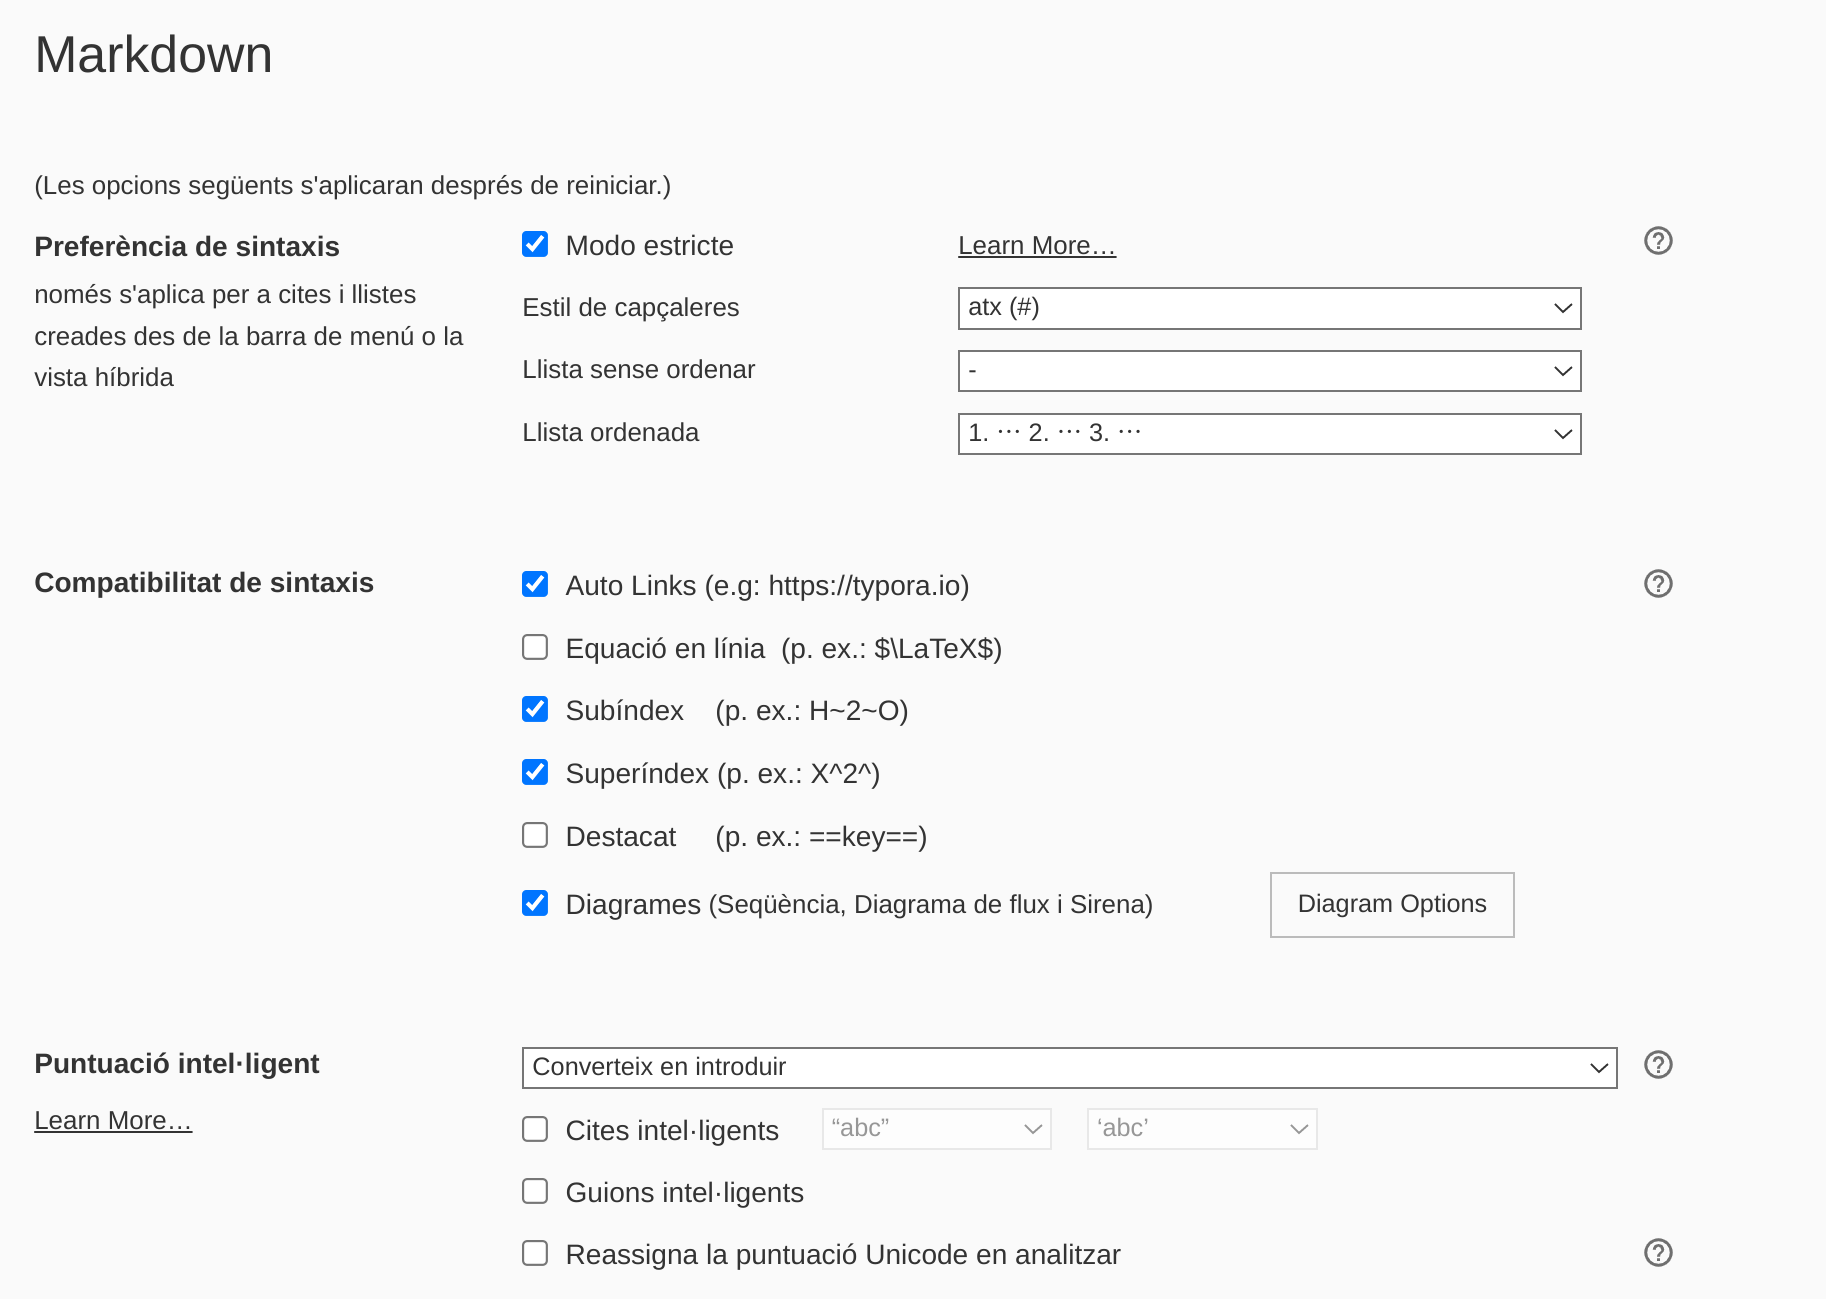 Markdown
(Les opcions següents s'aplicaran després de reiniciar.)
Preferència de sintaxis
només s'aplica per a cites i llistes
creades des de la barra de menú o la
vista híbrida
Modo estricte
Learn More…
Estil de capçaleres
atx (#)
Llista sense ordenar
-
Llista ordenada
1. ⋯ 2. ⋯ 3. ⋯
Compatibilitat de sintaxis
Auto Links (e.g: https://typora.io)
Equació en línia (p. ex.: $\LaTeX$)
Subíndex (p. ex.: H~2~O)
Superíndex (p. ex.: X^2^)
Destacat (p. ex.: ==key==)
Diagrames (Seqüència, Diagrama de flux i Sirena)
Diagram Options
Puntuació intel·ligent
Learn More…
Converteix en introduir
Cites intel·ligents
“abc”
‘abc’
Guions intel·ligents
Reassigna la puntuació Unicode en analitzar